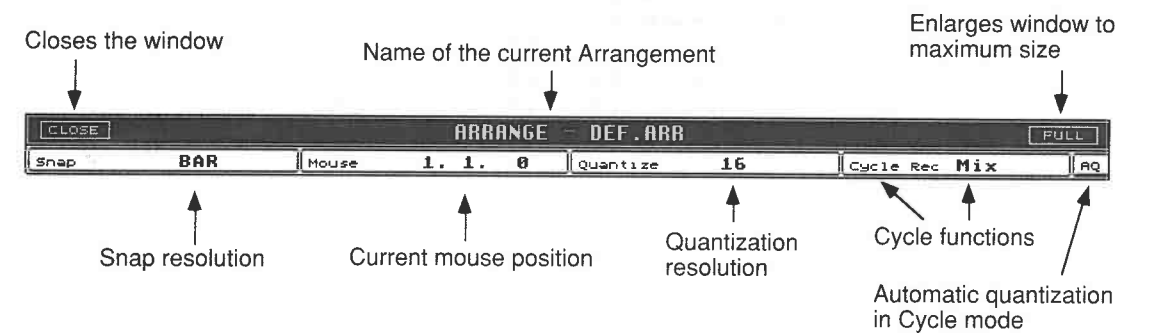 Closes the window
Name of the current Arrangement
Enlarges window to
maximum size
CLOSE
ARRANGE - DEF.ARR
FULL
Snap BAR
Mouse 1. 1. 0
Quantize 16
Cycle Rec Mix
AQ
Snap resolution
Current mouse position
Quantization
resolution
Cycle functions
Automatic quantization
in Cycle mode